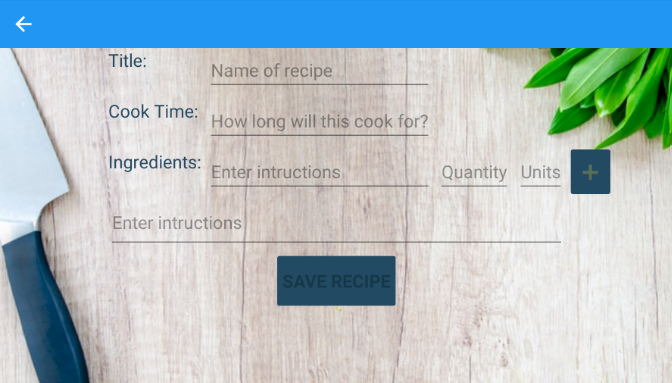 Title:
Name of recipe
Cook Time:
How long will this cook for?
Ingredients:
Enter intructions
Quantity
Units
+
Enter intructions
SAVE RECIPE